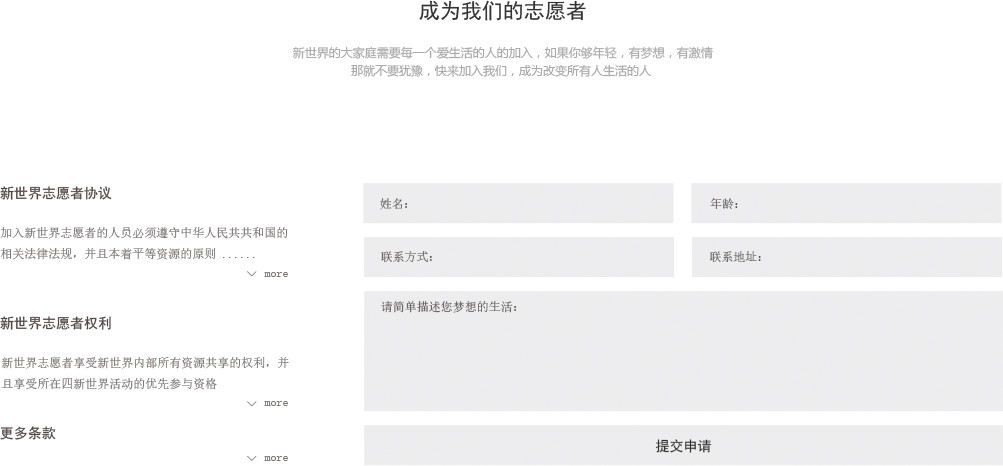 成为我们的志愿者
新世界的大家庭需要每一个爱生活的人的加入，如果你够年轻，有梦想，有激情
那就不要犹豫，快来加入我们，成为改变所有人生活的人
新世界志愿者协议
加入新世界志愿者的人员必须遵守中华人民共共和国的
相关法律法规，并且本着平等资源的原则 ......
more
新世界志愿者权利
新世界志愿者享受新世界内部所有资源共享的权利，并
且享受所在四新世界活动的优先参与资格
more
更多条款
more
姓名：
年龄：
联系方式：
联系地址：
请简单描述您梦想的生活：
提交申请